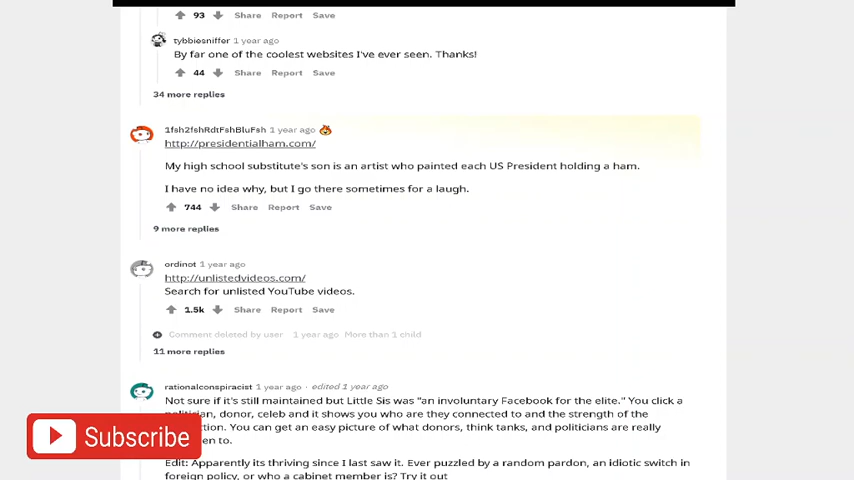 93 Share Report Save
tybbiesniffer 1 year ago
By far one of the coolest websites I've ever seen. Thanks!
44 Share Report Save
34 more replies
1fsh2fshRdtFshBluFsh 1 year ago
http://presidentialham.com/
My high school substitute's son is an artist who painted each US President holding a ham.
I have no idea why, but I go there sometimes for a laugh.
744 Share Report Save
9 more replies
ordinot 1 year ago
http://unlistedvideos.com/
Search for unlisted YouTube videos.
1.5k Share Report Save
Comment deleted by user 1 year ago More than 1 child
11 more replies
rationalconspiracist 1 year ago · edited 1 year ago
Not sure if it's still maintained but Little Sis was "an involuntary Facebook for the elite." You click a
donor, celeb and it shows you who are they connected to and the strength of the
You can get an easy picture of what donors, think tanks, and politicians are really
to.
Edit: Apparently its thriving since I last saw it. Ever puzzled by a random pardon, an idiotic switch in
foreign policy, or who a cabinet member is? Try it out
Subscribe